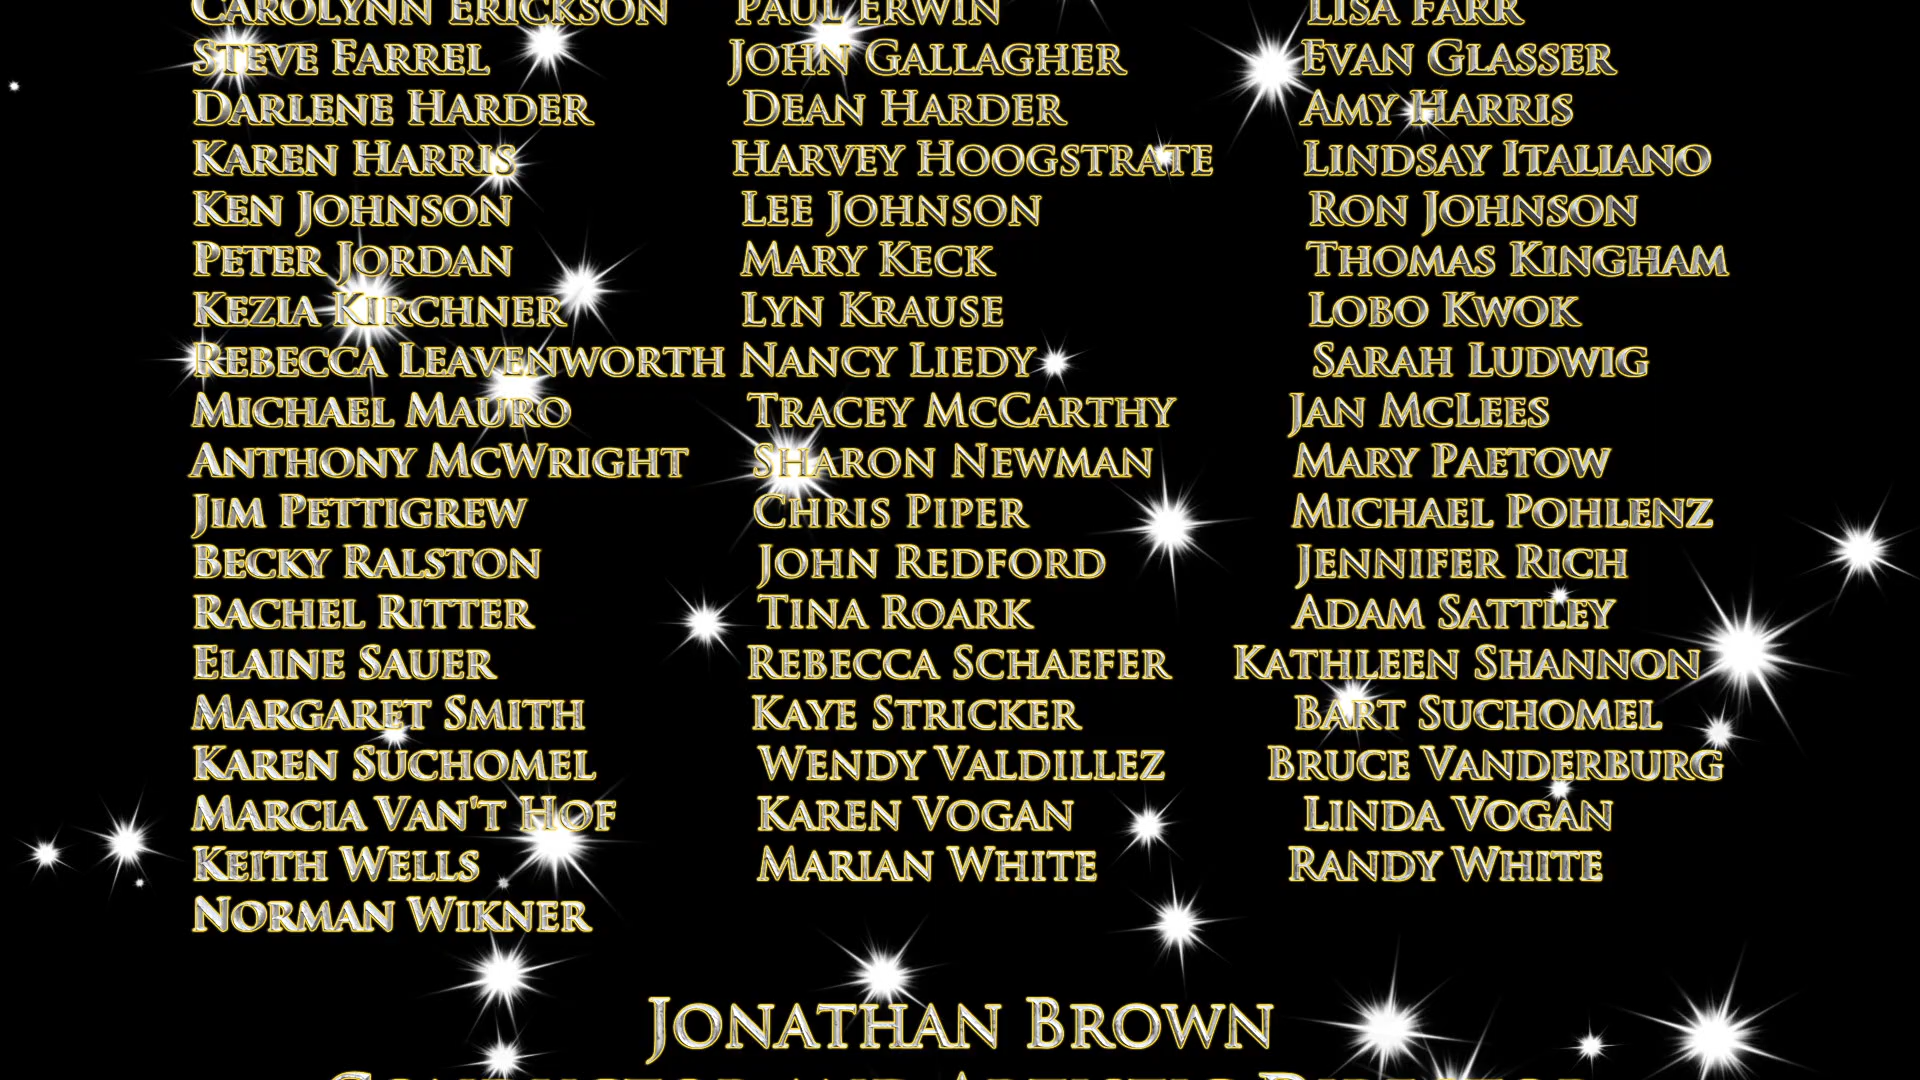 Carolynn Erickson Paul Erwin Lisa Farr
Steve Farrel John Gallagher Evan Glasser
Darlene Harder Dean Harder Amy Harris
Karen Harris Harvey Hoogstrate Lindsay Italiano
Ken Johnson Lee Johnson Ron Johnson
Peter Jordan Mary Keck Thomas Kingham
Kezia Kirchner Lyn Krause Lobo Kwok
Rebecca Leavenworth Nancy Liedy Sarah Ludwig
Michael Mauro Tracey McCarthy Jan McLees
Anthony McWright Sharon Newman Mary Paetow
Jim Pettigrew Chris Piper Michael Pohlenz
Becky Ralston John Redford Jennifer Rich
Rachel Ritter Tina Roark Adam Sattley
Elaine Sauer Rebecca Schaefer Kathleen Shannon
Margaret Smith Kaye Stricker Bart Suchomel
Karen Suchomel Wendy Valdillez Bruce Vanderburg
Marcia Van't Hof Karen Vogan Linda Vogan
Keith Wells Marian White Randy White
Norman Wikner
Jonathan Brown
Conductor and Artistic Director